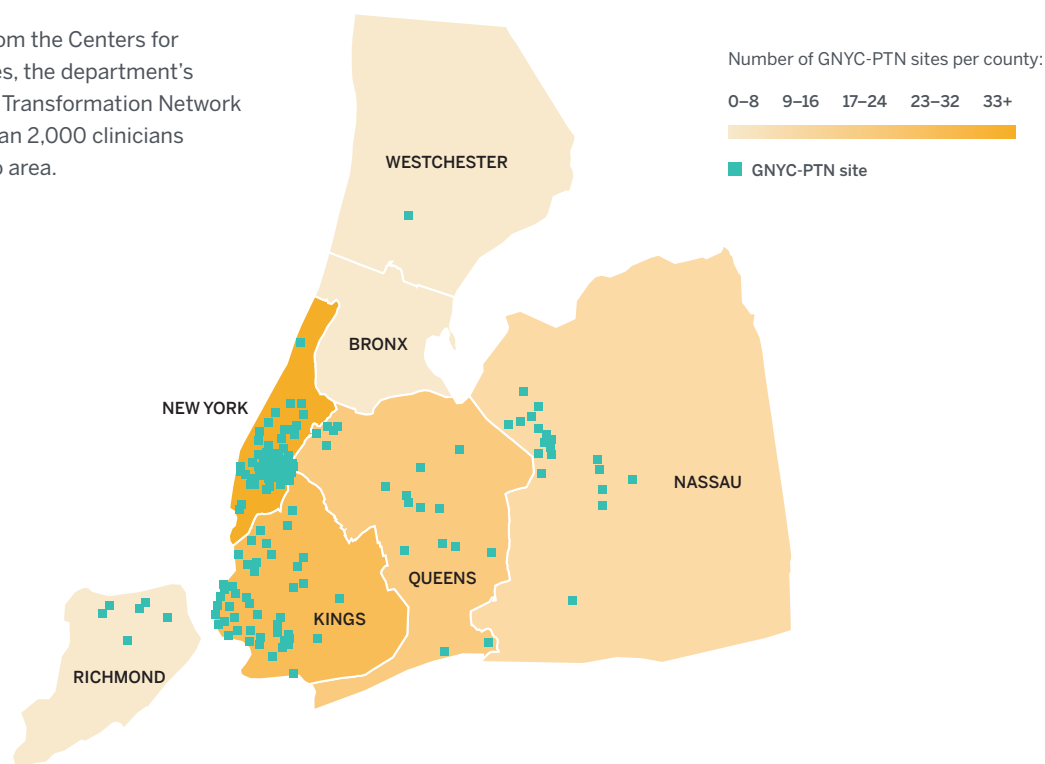 om the Centers for
es, the department's
Transformation Network
an 2,000 clinicians
o area.
Number of GNYC-PTN sites per county:
0–8 9–16 17–24 23–32 33+
GNYC-PTN site
WESTCHESTER
BRONX
NEW YORK
NASSAU
QUEENS
KINGS
RICHMOND